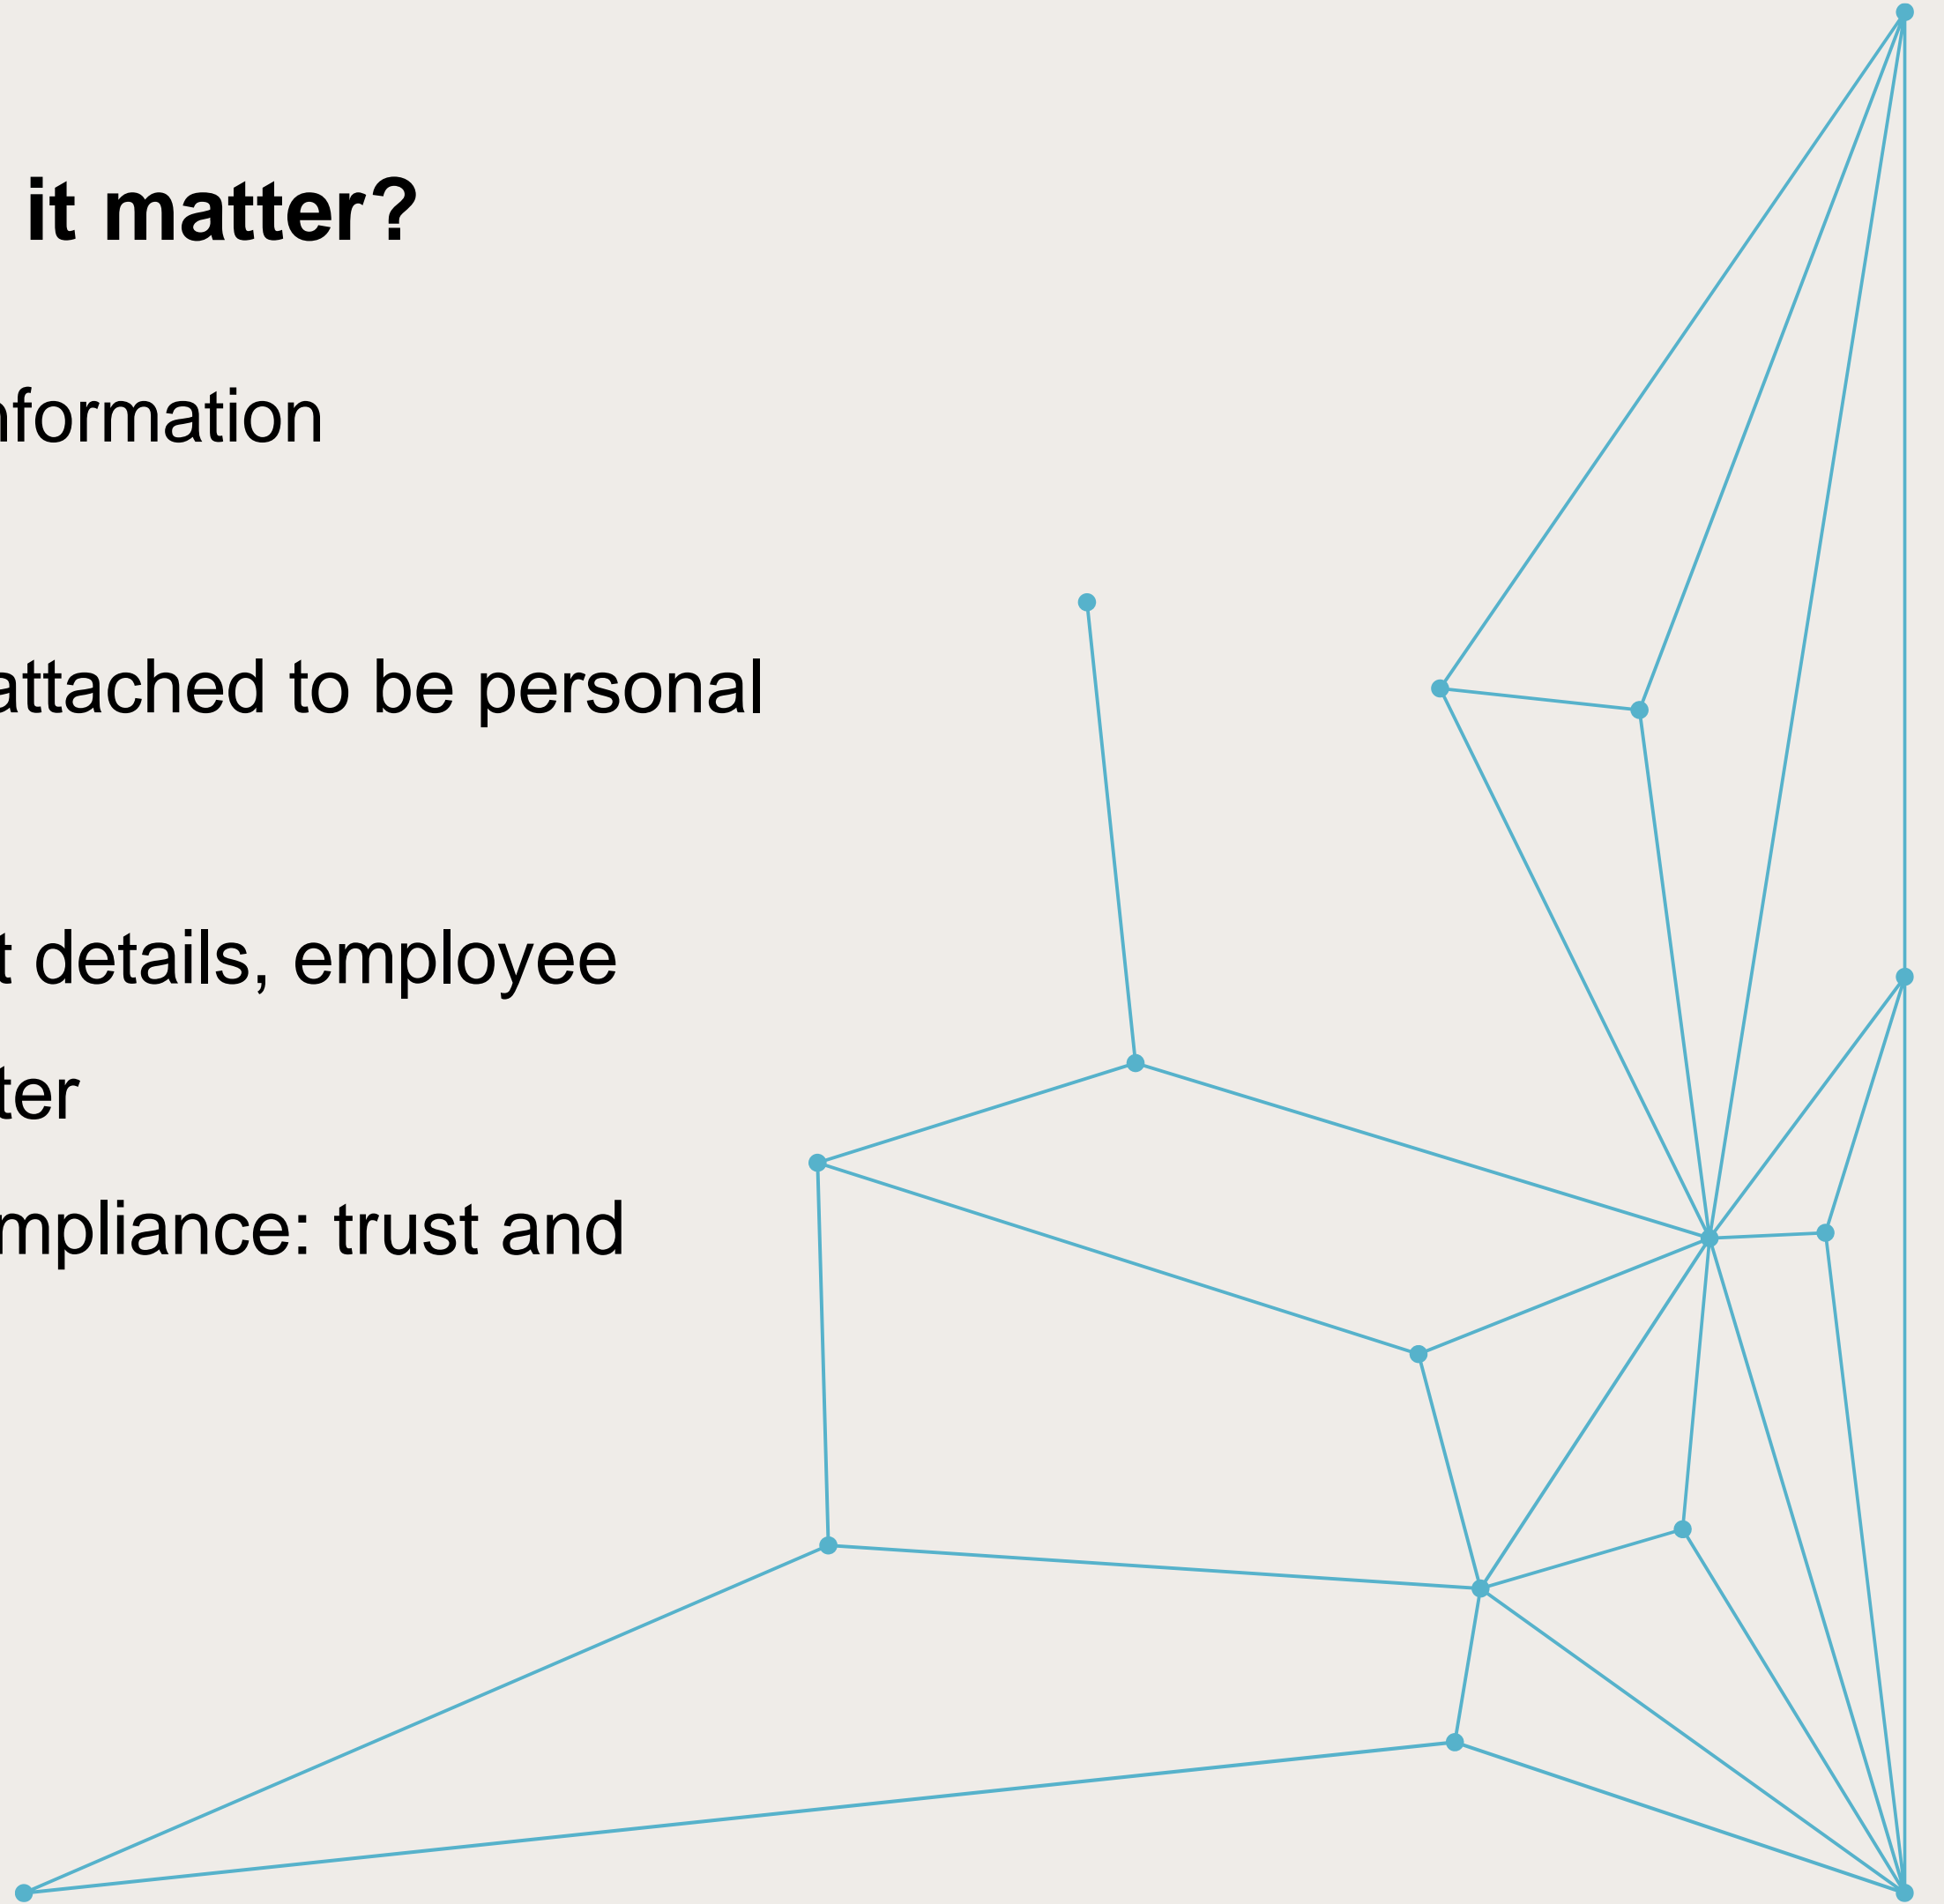 it matter?
nformation
attached to be personal
t details, employee
ter
mpliance: trust and